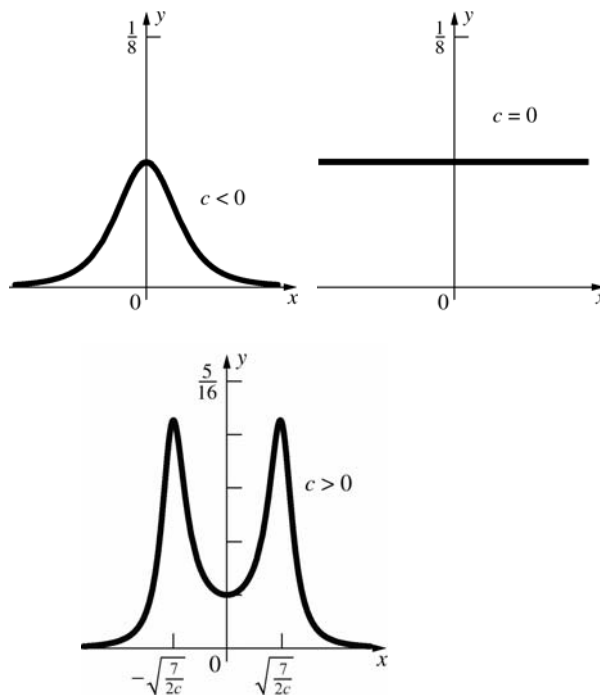 y
1/8
c < 0
0
x
y
1/8
c = 0
0
x
y
5/16
c > 0
0
x
-√(7/2c)
√(7/2c)